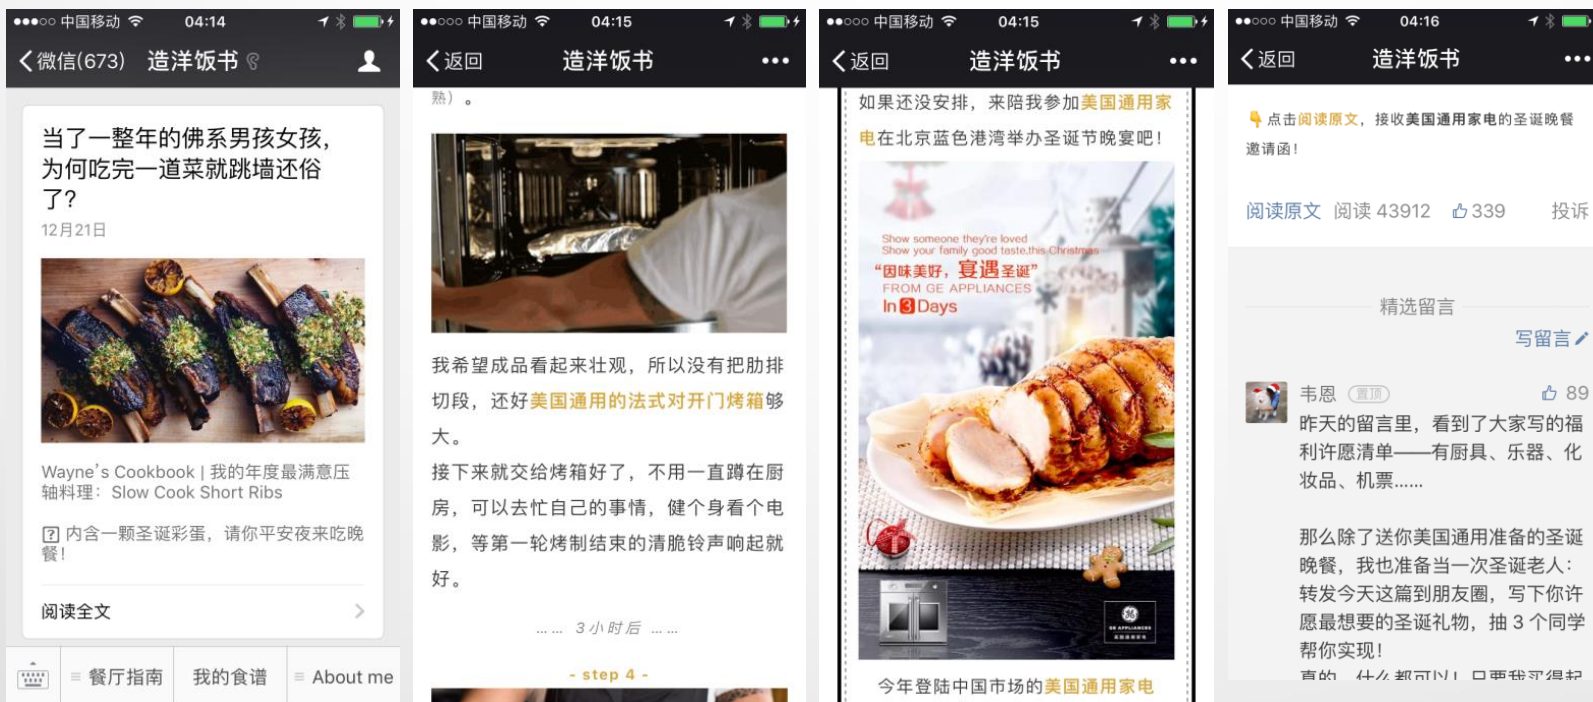 中国移动 04:14
微信(673) 造洋饭书
当了一整年的佛系男孩女孩,
为何吃完一道菜就跳墙还俗
了?
12月21日
Wayne's Cookbook | 我的年度最满意压
轴料理：Slow Cook Short Ribs
? 内含一颗圣诞彩蛋，请你平安夜来吃晚
餐！
阅读全文
餐厅指南 我的食谱 About me
中国移动 04:15
返回 造洋饭书
熟）。
我希望成品看起来壮观，所以没有把肋排
切段，还好美国通用的法式对开门烤箱够
大。
接下来就交给烤箱好了，不用一直蹲在厨
房，可以去忙自己的事情，健个身看个电
影，等第一轮烤制结束的清脆铃声响起就
好。
…… 3小时后 ……
- step 4 -
中国移动 04:15
返回 造洋饭书
如果还没安排，来陪我参加美国通用家
电在北京蓝色港湾举办圣诞节晚宴吧！
Show someone they're loved
Show your family good taste,this Christmas
“因味美好，宴遇圣诞”
FROM GE APPLIANCES
In 3 Days
GE APPLIANCES
美国通用家电
今年登陆中国市场的美国通用家电
中国移动 04:16
返回 造洋饭书
点击阅读原文，接收美国通用家电的圣诞晚餐
邀请函！
阅读原文 阅读 43912 339 投诉
精选留言
写留言
韦恩 置顶 89
昨天的留言里，看到了大家写的福
利许愿清单——有厨具、乐器、化
妆品、机票……
那么除了送你美国通用准备的圣诞
晚餐，我也准备当一次圣诞老人：
转发今天这篇到朋友圈，写下你许
愿最想要的圣诞礼物，抽 3 个同学
帮你实现！
真的，什么都可以！只要我买得起